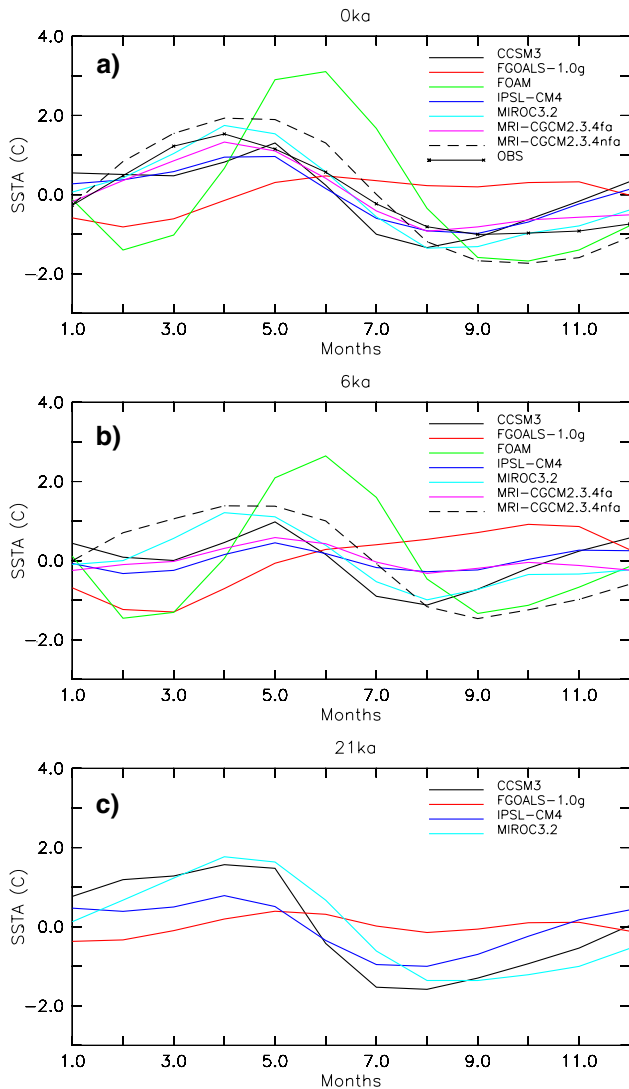 0ka
a)
CCSM3
FGOALS-1.0g
FOAM
IPSL-CM4
MIROC3.2
MRI-CGCM2.3.4fa
MRI-CGCM2.3.4nfa
OBS
SSTA (C)
4.0
2.0
0.0
-2.0
1.0 3.0 5.0 7.0 9.0 11.0
Months
6ka
b)
CCSM3
FGOALS-1.0g
FOAM
IPSL-CM4
MIROC3.2
MRI-CGCM2.3.4fa
MRI-CGCM2.3.4nfa
SSTA (C)
4.0
2.0
0.0
-2.0
1.0 3.0 5.0 7.0 9.0 11.0
Months
21ka
c)
CCSM3
FGOALS-1.0g
IPSL-CM4
MIROC3.2
SSTA (C)
4.0
2.0
0.0
-2.0
1.0 3.0 5.0 7.0 9.0 11.0
Months